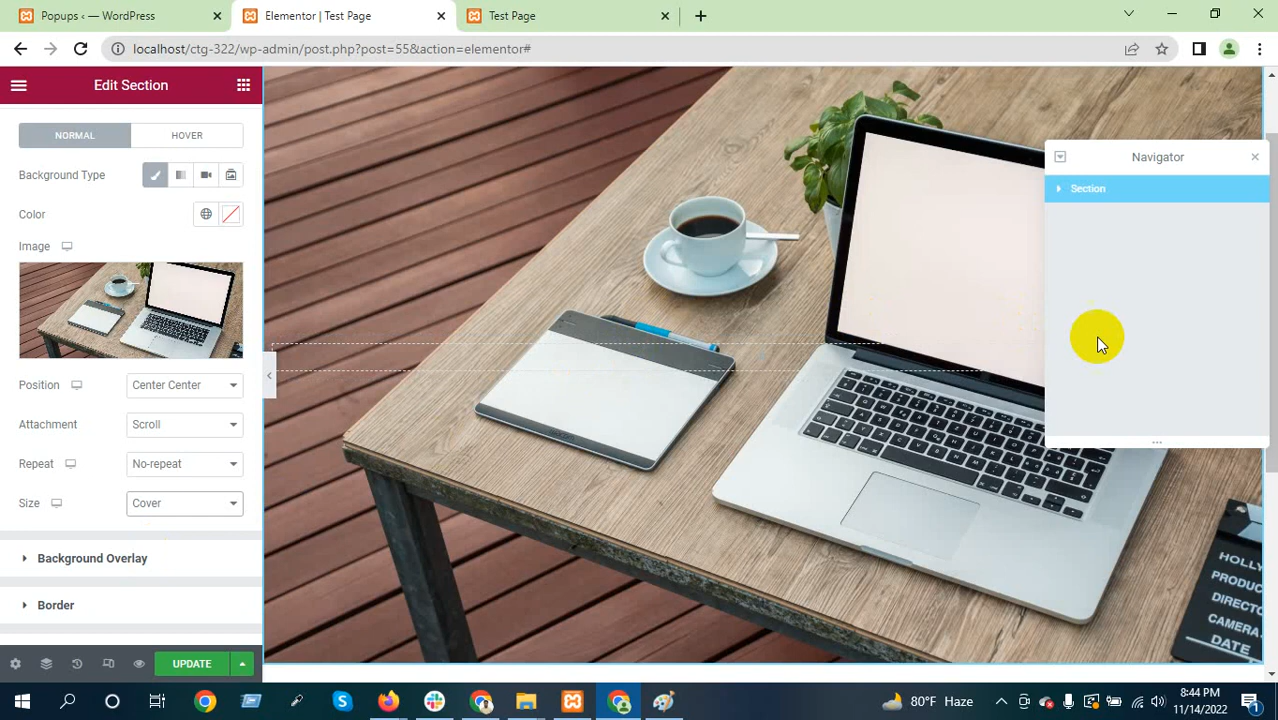 Popups ‹ — WordPress
Elementor | Test Page
Test Page
localhost/ctg-322/wp-admin/post.php?post=55&action=elementor#
Edit Section
NORMAL
HOVER
Background Type
Color
Image
Position
Center Center
Attachment
Scroll
Repeat
No-repeat
Size
Cover
Background Overlay
Border
UPDATE
Navigator
Section
HOLLY
PRODUC
DIRECTO
CAMERA
DATE
80°F Haze
8:44 PM
11/14/2022
1